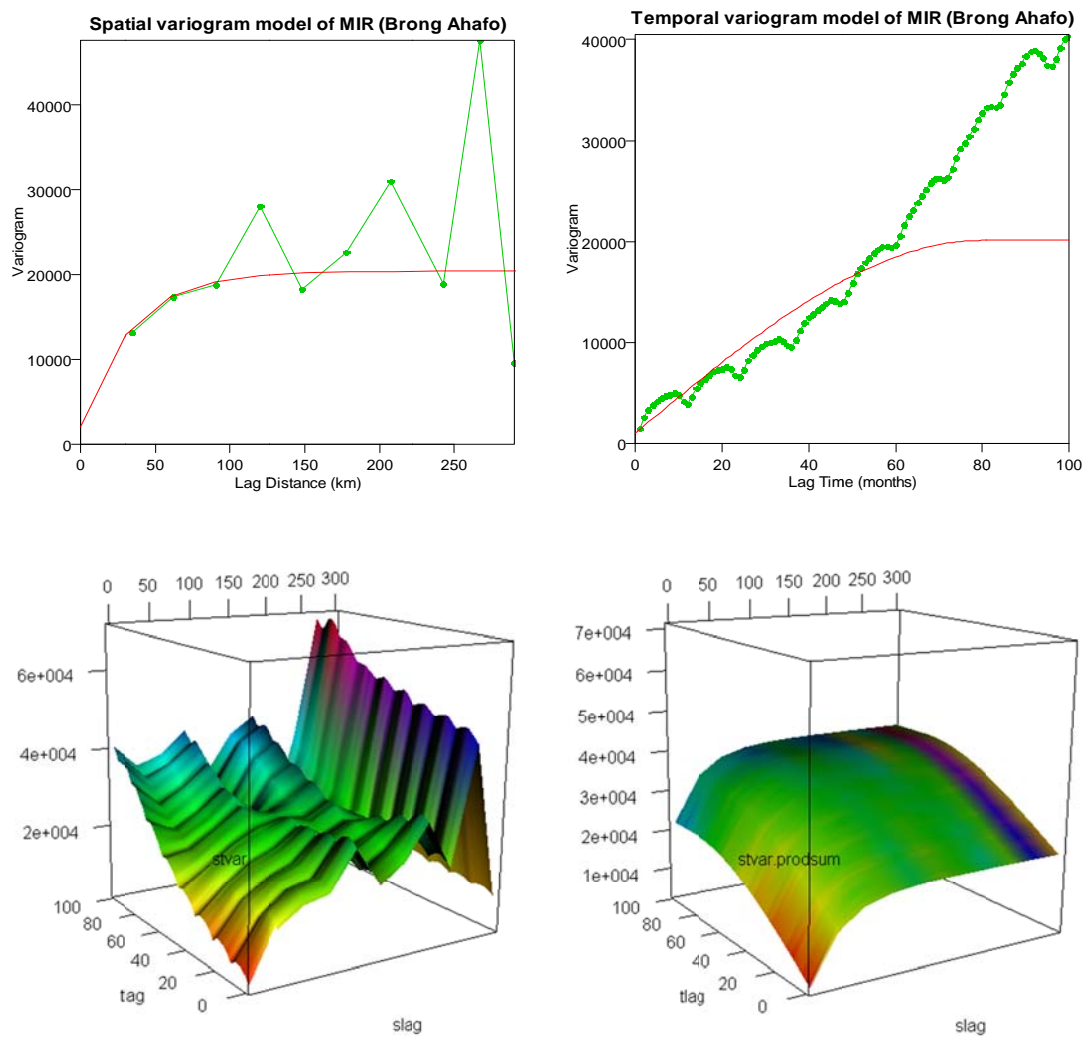 Spatial variogram model of MIR (Brong Ahafo)
Variogram
40000
30000
20000
10000
0
0 50 100 150 200 250
Lag Distance (km)
Temporal variogram model of MIR (Brong Ahafo)
Variogram
40000
30000
20000
10000
0
0 20 40 60 80 100
Lag Time (months)
0 50 100 150 200 250 300
6e+004
4e+004
2e+004
stvar
100
80
60
40
20
0
tag
slag
0 50 100 150 200 250 300
7e+004
6e+004
5e+004
4e+004
3e+004
2e+004
1e+004
stvar.prodsum
100
80
60
40
20
0
tlag
slag